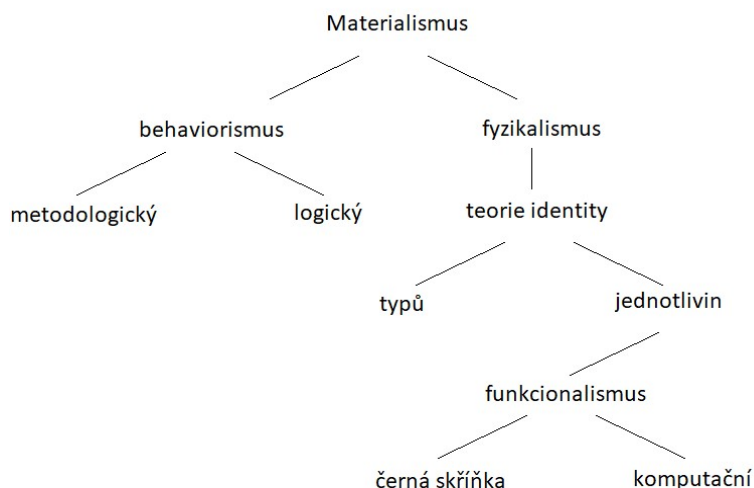 Materialismus
behaviorismus
fyzikalismus
metodologický
logický
teorie identity
typů
jednotlivin
funkcionalismus
černá skříňka
komputační